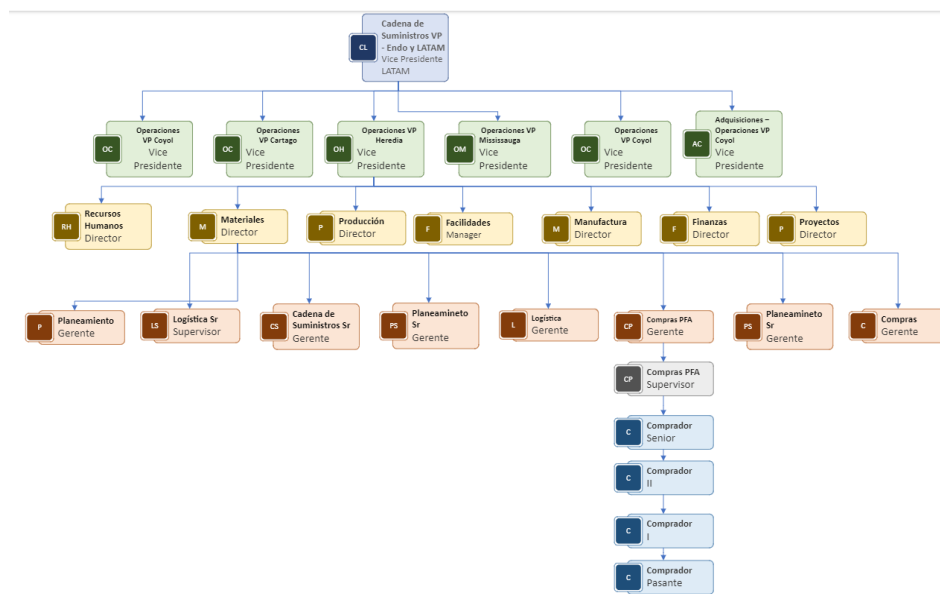 Cadena de
Suministros VP
- Endo y LATAM
CL
Vice Presidente
LATAM
Operaciones
VP Coyol
OC
Vice
Presidente
Operaciones
VP Cartago
OC
Vice
Presidente
Operaciones VP
Heredia
OH
Vice
Presidente
Operaciones VP
Mississauga
OM
Vice
Presidente
Operaciones
VP Coyol
OC
Vice
Presidente
Adquisiciones –
Operaciones VP
Coyol
AC
Vice
Presidente
Recursos
Humanos
RH
Director
Materiales
M
Director
Producción
P
Director
Facilidades
F
Manager
Manufactura
M
Director
Finanzas
F
Director
Proyectos
P
Director
Planeamiento
P
Gerente
Logística Sr
LS
Supervisor
Cadena de
Suministros Sr
CS
Gerente
Planeamineto
Sr
PS
Gerente
Logística
L
Gerente
Compras PFA
CP
Gerente
Planeamineto
Sr
PS
Gerente
Compras
C
Gerente
Compras PFA
CP
Supervisor
Comprador
C
Senior
Comprador
C
II
Comprador
C
I
Comprador
C
Pasante